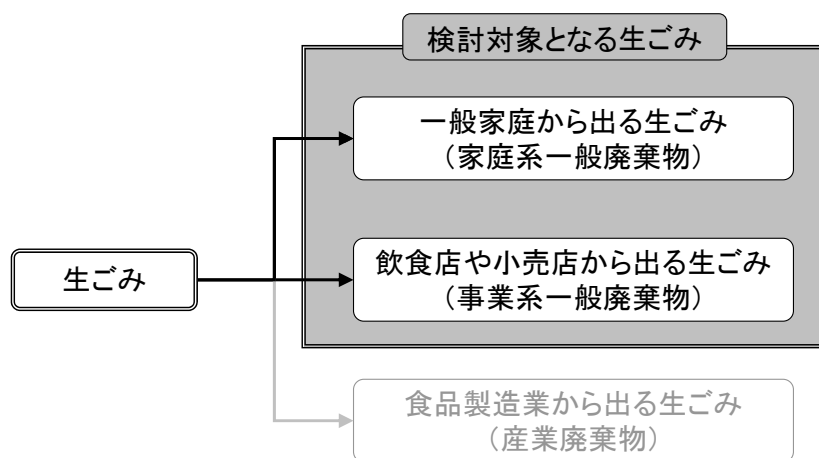 検討対象となる生ごみ
一般家庭から出る生ごみ
（家庭系一般廃棄物）
生ごみ
飲食店や小売店から出る生ごみ
（事業系一般廃棄物）
食品製造業から出る生ごみ
（産業廃棄物）